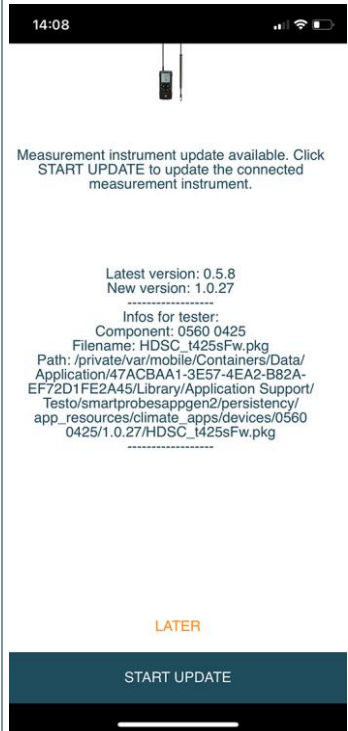 14:08
Measurement instrument update available. Click
START UPDATE to update the connected
measurement instrument.
Latest version: 0.5.8
New version: 1.0.27
------------------
Infos for tester:
Component: 0560 0425
Filename: HDSC_t425sFw.pkg
Path: /private/var/mobile/Containers/Data/
Application/47ACBAA1-3E57-4EA2-B82A-
EF72D1FE2A45/Library/Application Support/
Testo/smartprobesappgen2/persistency/
app_resources/climate_apps/devices/0560
0425/1.0.27/HDSC_t425sFw.pkg
------------------
LATER
START UPDATE